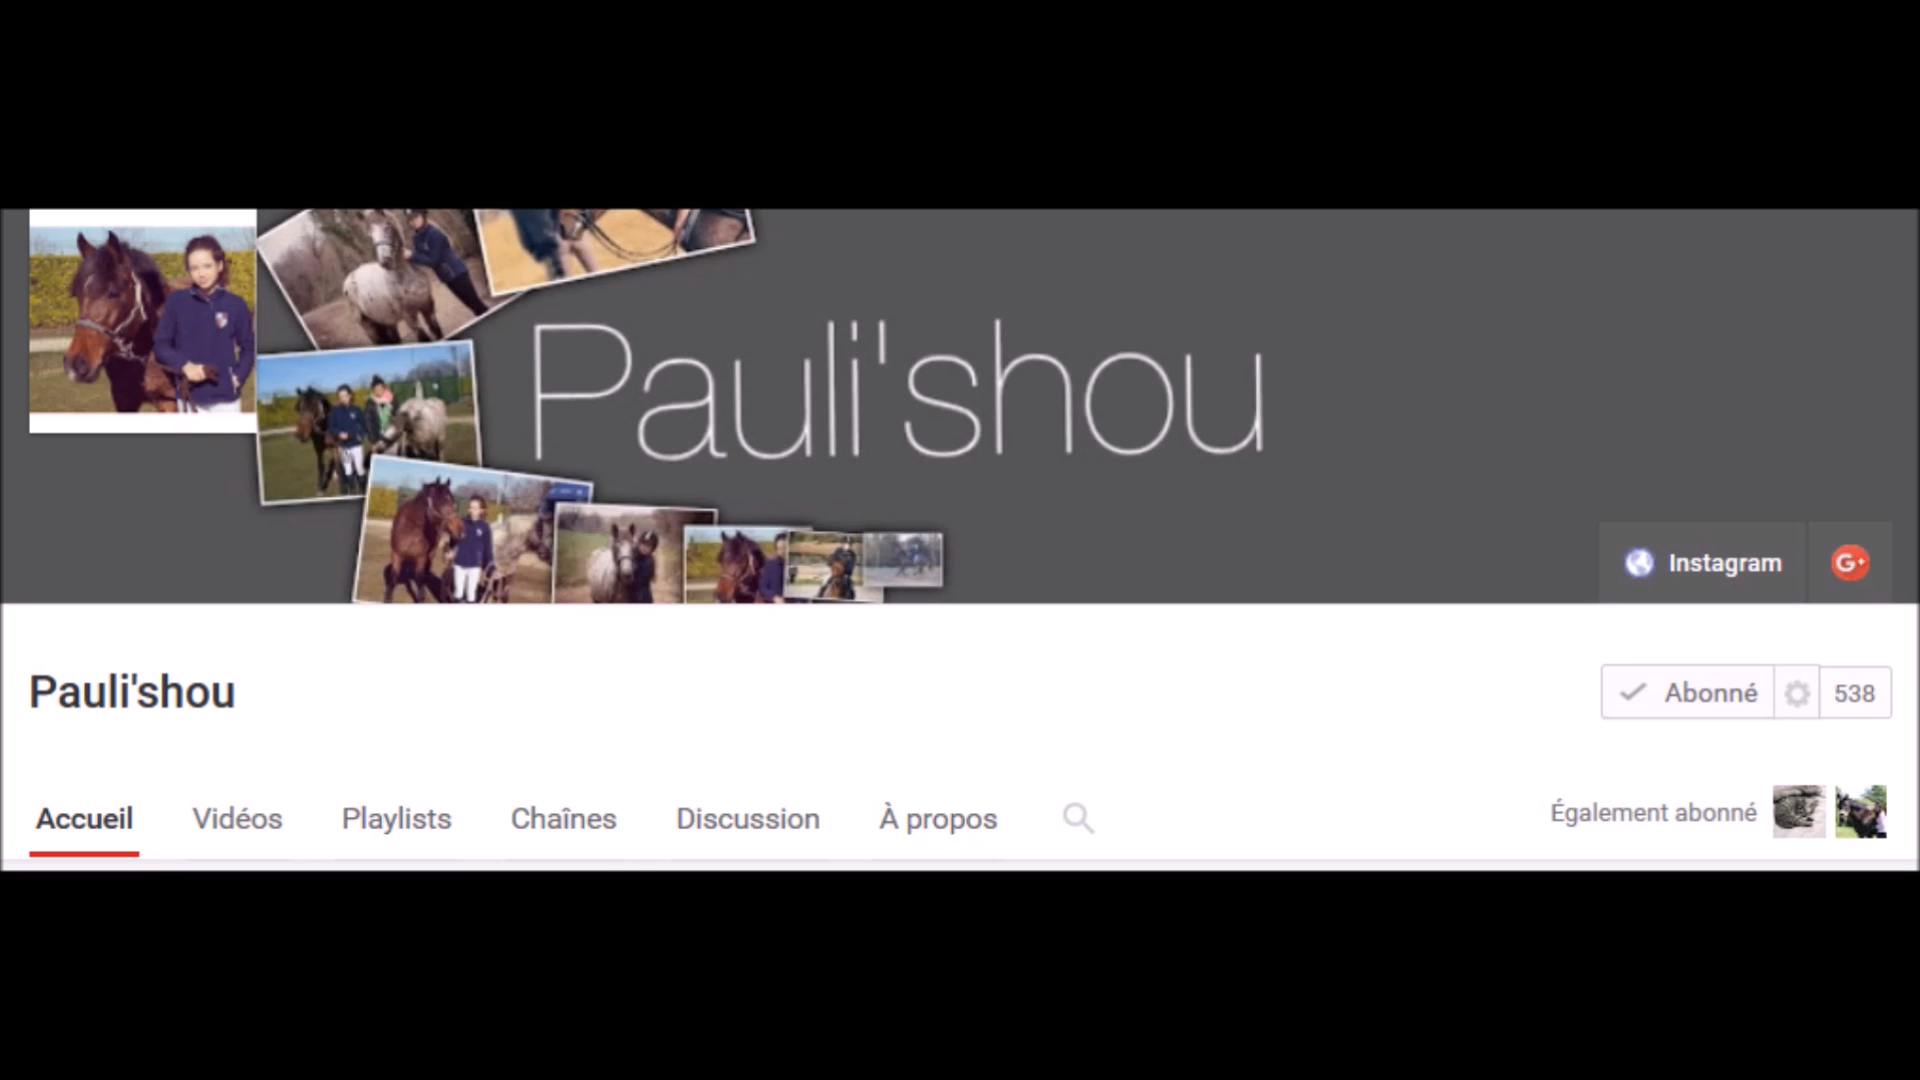 Pauli'shou
Instagram
G+
Pauli'shou
Abonné
538
Accueil
Vidéos
Playlists
Chaînes
Discussion
À propos
Également abonné